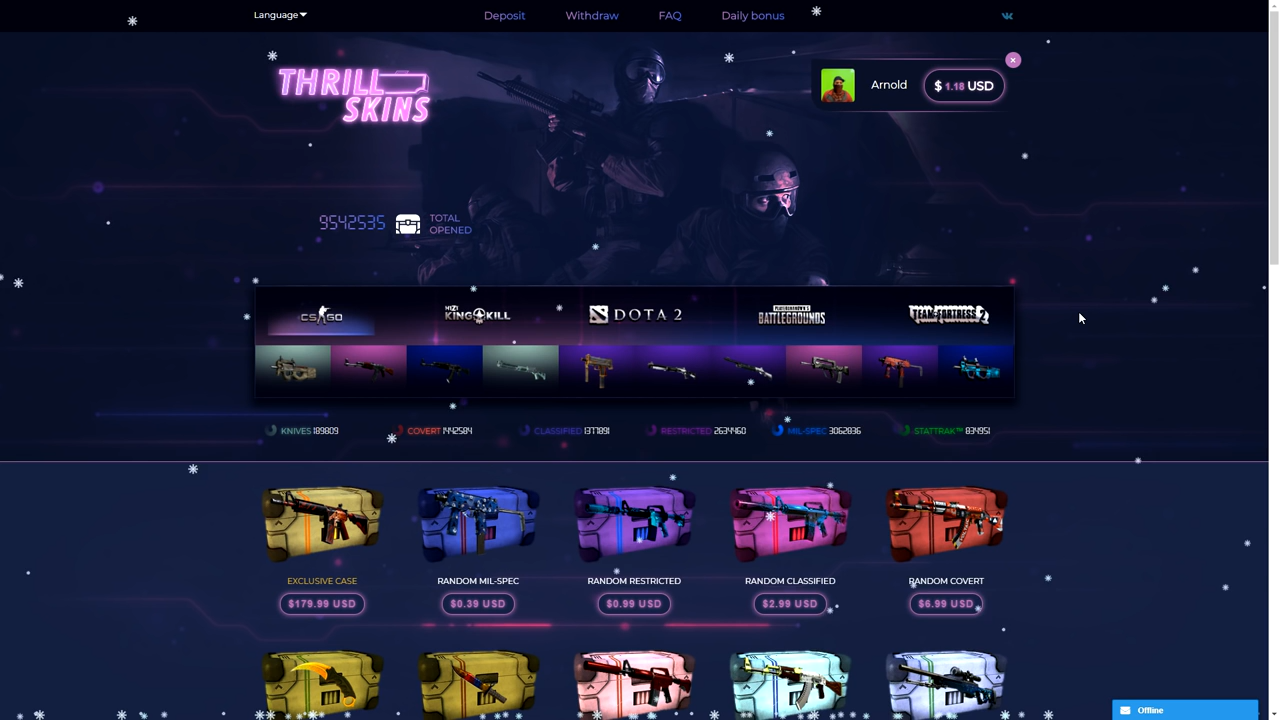 Language
Deposit
Withdraw
FAQ
Daily bonus
THRILL
SKINS
Arnold
$ 1.18 USD
9542535
TOTAL
OPENED
CS GO
H1Z1
KING KILL
DOTA 2
PLAYERUNKNOWN'S
BATTLEGROUNDS
TEAM FORTRESS 2
KNIVES 189809
COVERT 1442584
CLASSIFIED 1377891
RESTRICTED 2634460
MIL-SPEC 3062836
STATTRAK™ 834951
EXCLUSIVE CASE
RANDOM MIL-SPEC
RANDOM RESTRICTED
RANDOM CLASSIFIED
RANDOM COVERT
$179.99 USD
$0.39 USD
$0.99 USD
$2.99 USD
$6.99 USD
Offline